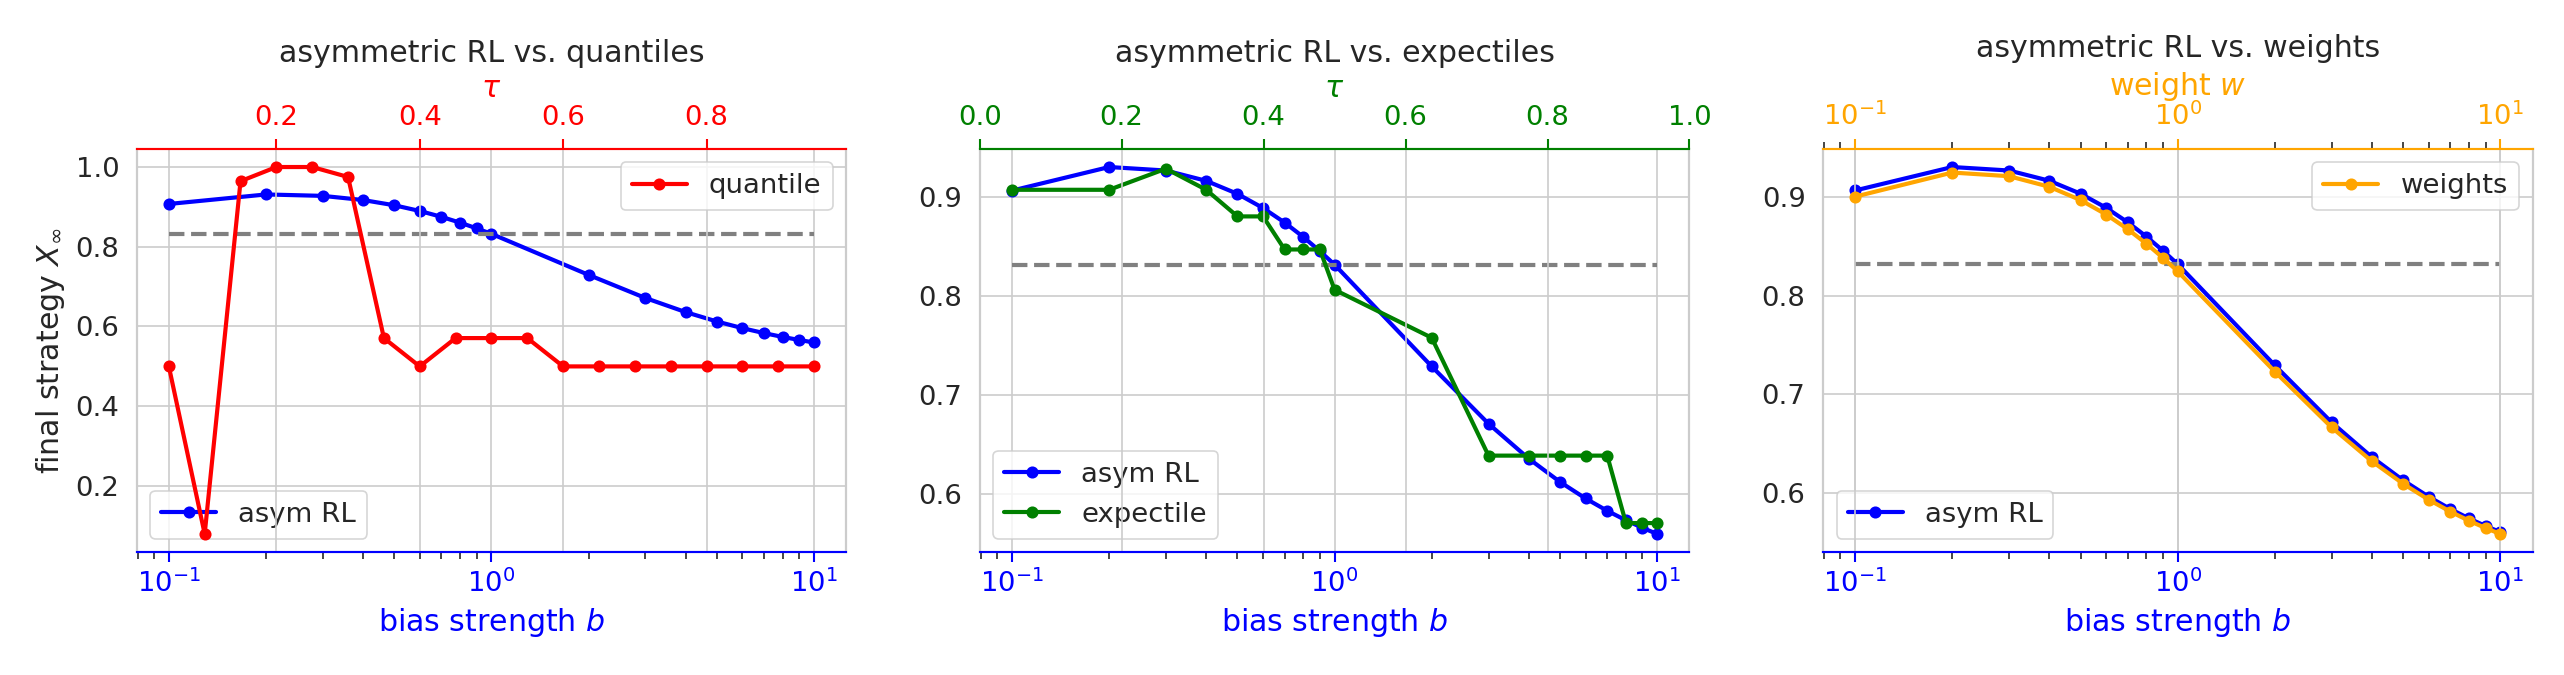 asymmetric RL vs. quantiles
τ
0.2 0.4 0.6 0.8
1.0
0.8
0.6
0.4
0.2
final strategy X∞
quantile
asym RL
10⁻¹ 10⁰ 10¹
bias strength b
asymmetric RL vs. expectiles
τ
0.0 0.2 0.4 0.6 0.8 1.0
0.9
0.8
0.7
0.6
asym RL
expectile
10⁻¹ 10⁰ 10¹
bias strength b
asymmetric RL vs. weights
weight w
10⁻¹ 10⁰ 10¹
0.9
0.8
0.7
0.6
weights
asym RL
10⁻¹ 10⁰ 10¹
bias strength b